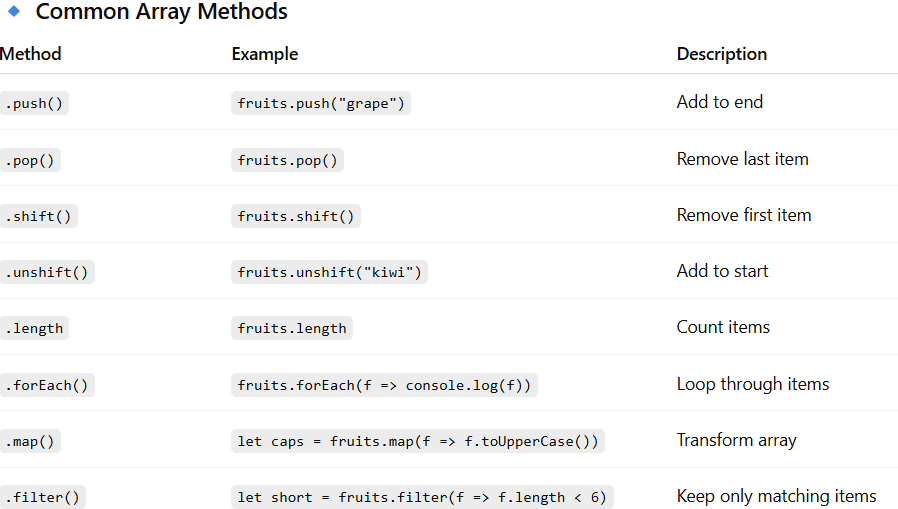 Common Array Methods
Method Example Description
.push() fruits.push("grape") Add to end
.pop() fruits.pop() Remove last item
.shift() fruits.shift() Remove first item
.unshift() fruits.unshift("kiwi") Add to start
.length fruits.length Count items
.forEach() fruits.forEach(f => console.log(f)) Loop through items
.map() let caps = fruits.map(f => f.toUpperCase()) Transform array
.filter() let short = fruits.filter(f => f.length < 6) Keep only matching items